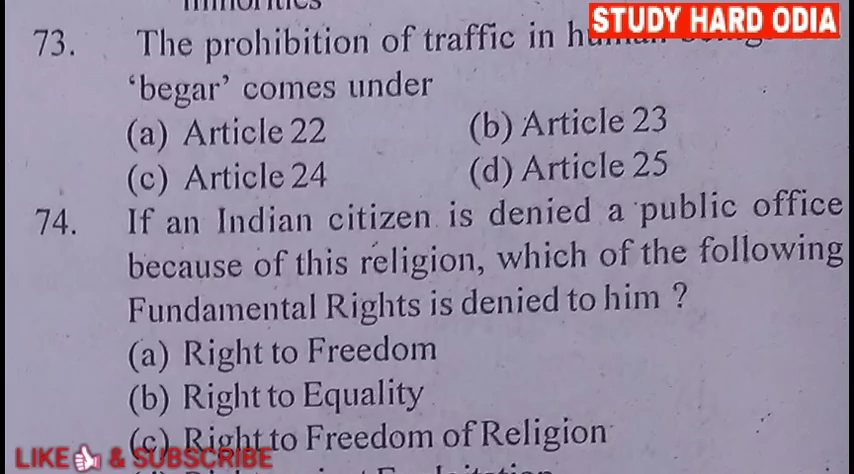 STUDY HARD ODIA
73. The prohibition of traffic in
‘begar’ comes under
(a) Article 22 (b) Article 23
(c) Article 24 (d) Article 25
74. If an Indian citizen is denied a public office
because of this religion, which of the following
Fundamental Rights is denied to him ?
(a) Right to Freedom
(b) Right to Equality
(c) Right to Freedom of Religion
LIKE & SUBSCRIBE